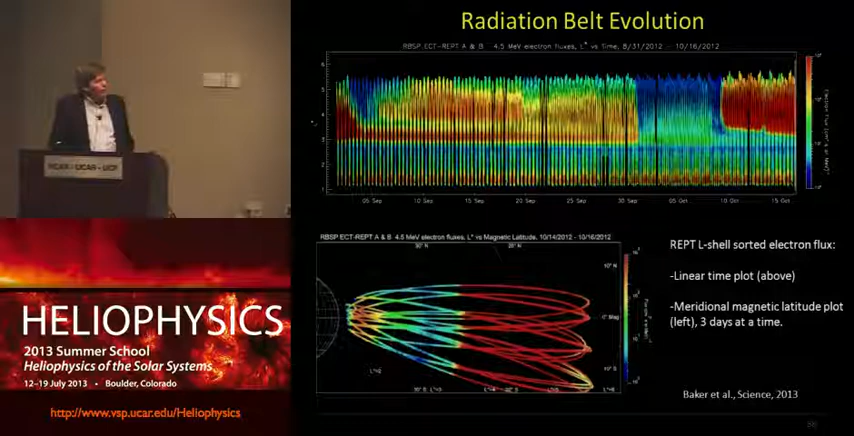 Radiation Belt Evolution
RBSP ECT-REPT A & B 4.5 MeV electron fluxes, L* vs Time, 8/31/2012 - 10/16/2012
05 Sep 10 Sep 15 Sep 20 Sep 25 Sep 30 Sep 05 Oct 10 Oct 15 Oct
RBSP ECT-REPT A & B 4.5 MeV electron fluxes, L* vs Magnetic Latitude, 10/14/2012 - 10/16/2012
REPT L-shell sorted electron flux:
-Linear time plot (above)
-Meridional magnetic latitude plot
(left), 3 days at a time.
Baker et al., Science, 2013
HELIOPHYSICS
2013 Summer School
Heliophysics of the Solar Systems
12–19 July 2013 • Boulder, Colorado
http://www.vsp.ucar.edu/Heliophysics